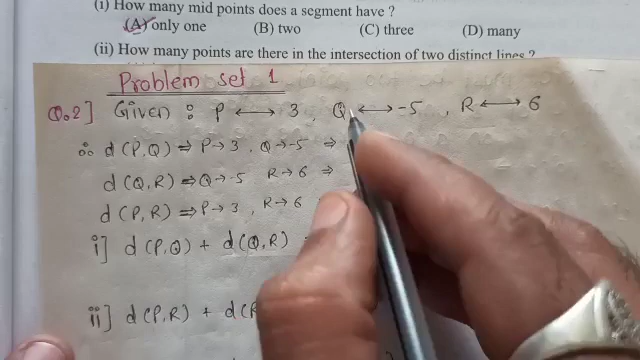 (i) How many mid points does a segment have ?
(A) only one (B) two (C) three (D) many
(ii) How many points are there in the intersection of two distinct lines ?
Problem set 1
Q.2] Given : P ⟷ 3, Q ⟷ -5, R ⟷ 6
∴ d(P,Q) ⇒ P→3, Q→-5 ⇒
d(Q,R) ⇒ Q→-5 R→6 ⇒
d(P,R) ⇒ P→3, R→6
i] d(P,Q) + d(Q,R)
ii] d(P,R) +